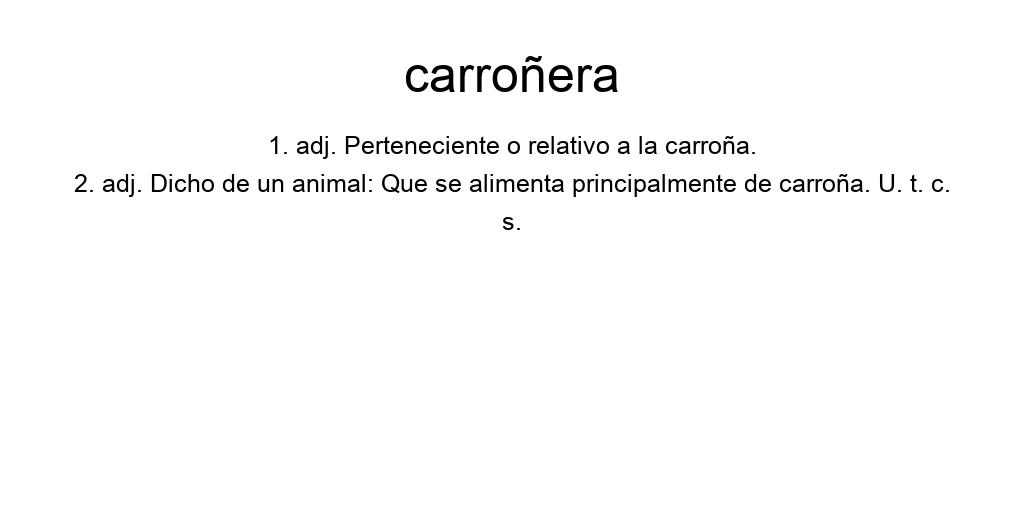 carroñera
1. adj. Perteneciente o relativo a la carroña.
2. adj. Dicho de un animal: Que se alimenta principalmente de carroña. U. t. c.
s.